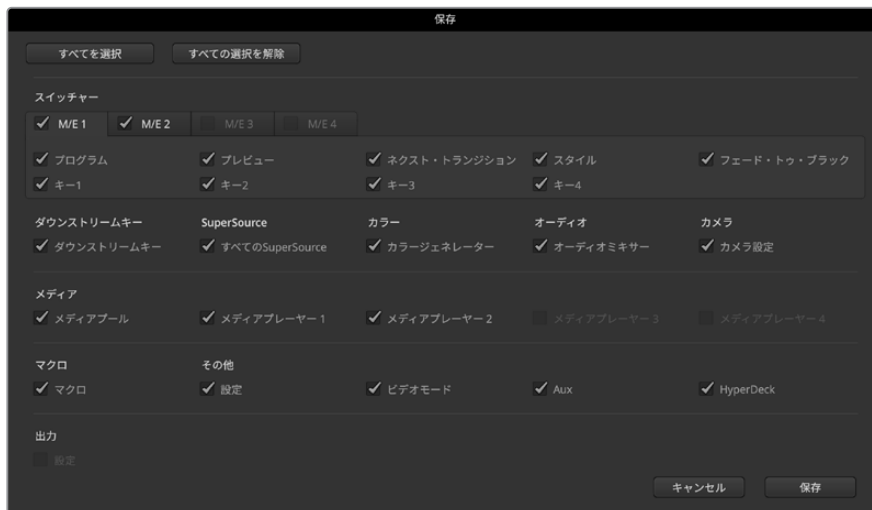 保存
すべてを選択 すべての選択を解除
スイッチャー
M/E 1 M/E 2 M/E 3 M/E 4
プログラム プレビュー ネクスト・トランジション スタイル フェード・トゥ・ブラック
キー1 キー2 キー3 キー4
ダウンストリームキー SuperSource カラー オーディオ カメラ
ダウンストリームキー すべてのSuperSource カラージェネレーター オーディオミキサー カメラ設定
メディア
メディアプール メディアプレーヤー 1 メディアプレーヤー 2 メディアプレーヤー 3 メディアプレーヤー 4
マクロ その他
マクロ 設定 ビデオモード Aux HyperDeck
出力
設定
キャンセル 保存